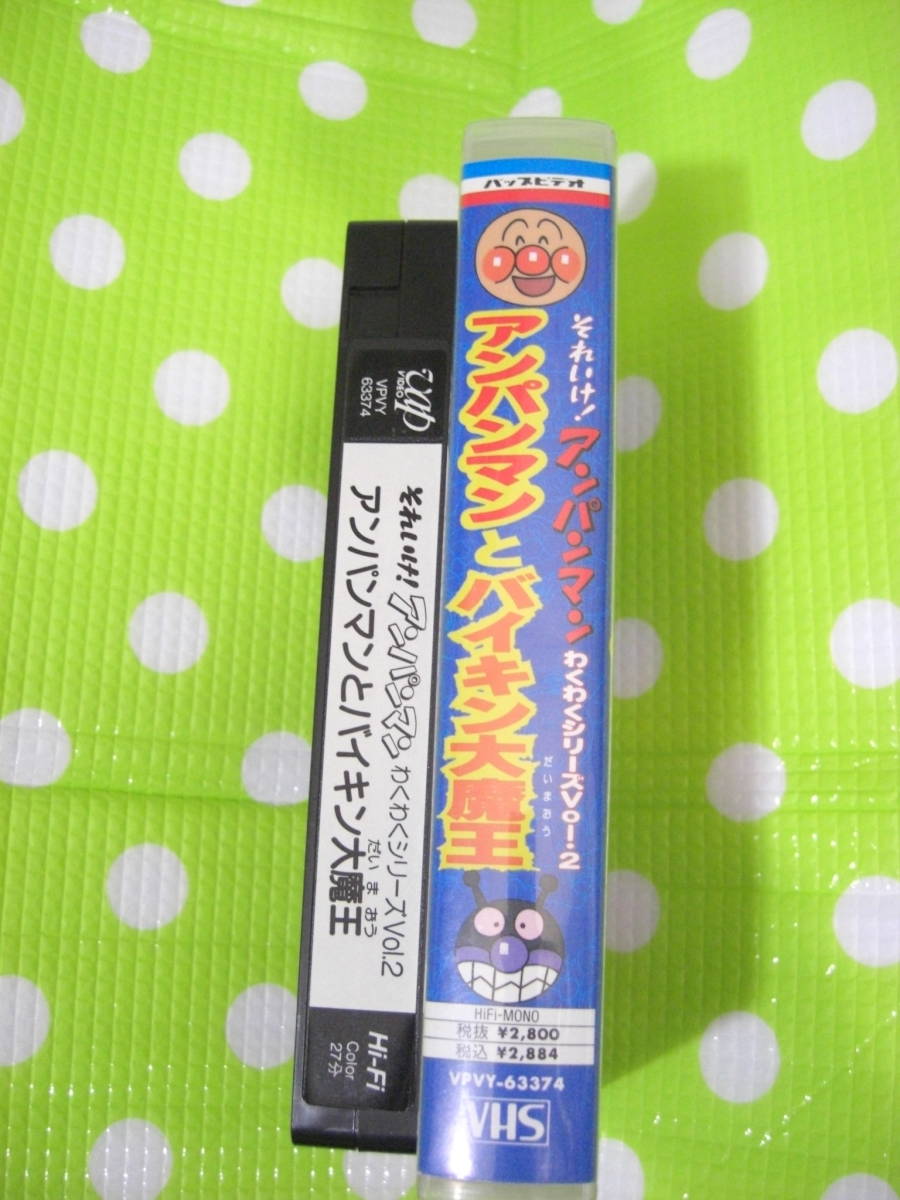 バップビデオ
それいけ!アンパンマン わくわくシリーズVol.2
アンパンマンとバイキン大魔王
だいまおう
HiFi-MONO
税抜 ¥2,800
税込 ¥2,884
VPVY-63374
VHS
vap
VIDEO
VPVY
63374
それいけ!アンパンマン わくわくシリーズVol.2
アンパンマンとバイキン大魔王
だいまおう
Hi-Fi
Color
27分